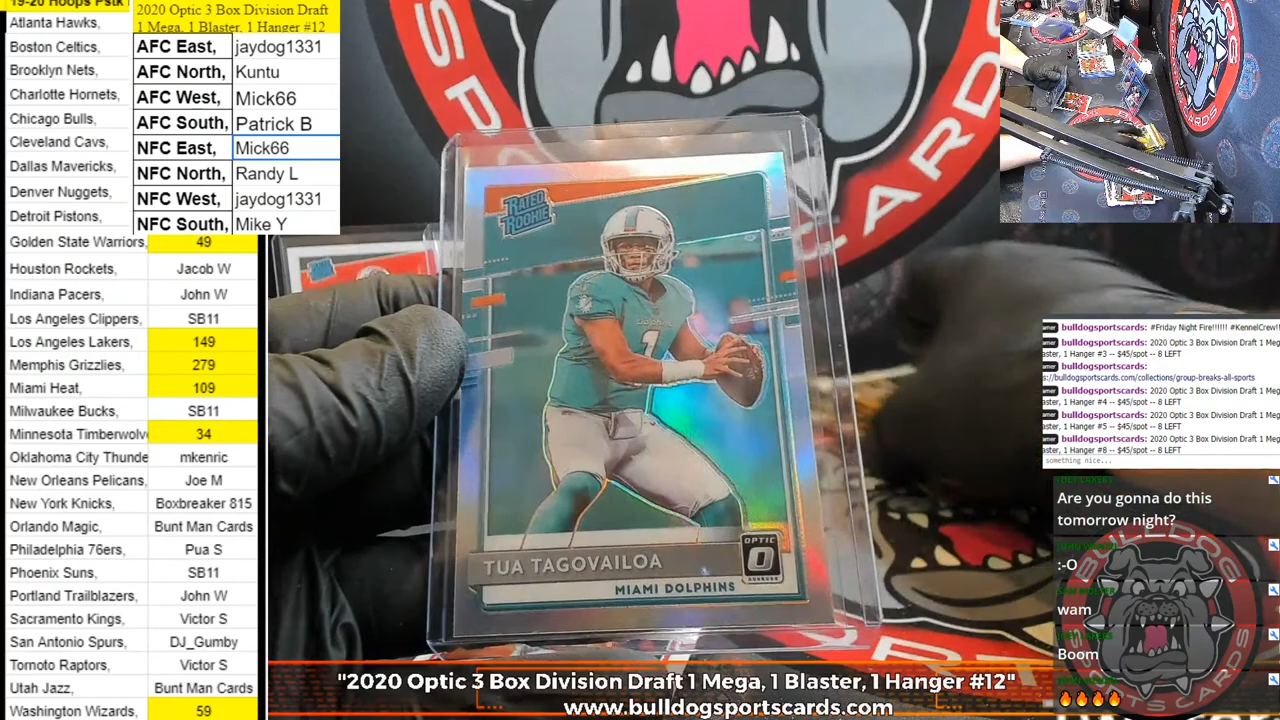 19-20 Hoops Pstk
Atlanta Hawks,
Boston Celtics,
Brooklyn Nets,
Charlotte Hornets,
Chicago Bulls,
Cleveland Cavs,
Dallas Mavericks,
Denver Nuggets,
Detroit Pistons,
Golden State Warriors, 49
Houston Rockets, Jacob W
Indiana Pacers, John W
Los Angeles Clippers, SB11
Los Angeles Lakers, 149
Memphis Grizzlies, 279
Miami Heat, 109
Milwaukee Bucks, SB11
Minnesota Timberwolv 34
Oklahoma City Thunde mkenric
New Orleans Pelicans, Joe M
New York Knicks, Boxbreaker 815
Orlando Magic, Bunt Man Cards
Philadelphia 76ers, Pua S
Phoenix Suns, SB11
Portland Trailblazers, John W
Sacramento Kings, Victor S
San Antonio Spurs, DJ_Gumby
Tornoto Raptors, Victor S
Utah Jazz, Bunt Man Cards
Washington Wizards, 59
2020 Optic 3 Box Division Draft
1 Mega, 1 Blaster, 1 Hanger #12
AFC East, jaydog1331
AFC North, Kuntu
AFC West, Mick66
AFC South, Patrick B
NFC East, Mick66
NFC North, Randy L
NFC West, jaydog1331
NFC South, Mike Y
RATED
ROOKIE
Dolphins
1
TUA TAGOVAILOA
MIAMI DOLPHINS
OPTIC
DONRUSS
CARDS
bulldogsportscards: #Friday Night Fire!!!!!! #KennelCrew!!
bulldogsportscards: 2020 Optic 3 Box Division Draft 1 Meg
aster, 1 Hanger #3 -- $45/spot -- 8 LEFT
bulldogsportscards:
s://bulldogsportscards.com/collections/group-breaks-all-sports
bulldogsportscards: 2020 Optic 3 Box Division Draft 1 Meg
aster, 1 Hanger #4 -- $45/spot -- 8 LEFT
bulldogsportscards: 2020 Optic 3 Box Division Draft 1 Meg
aster, 1 Hanger #5 -- $45/spot -- 8 LEFT
bulldogsportscards: 2020 Optic 3 Box Division Draft 1 Meg
aster, 1 Hanger #8 -- $45/spot -- 8 LEFT
something nice...
Are you gonna do this
tomorrow night?
:-O
wam
Boom
BULLDOG
SPORTS CARDS
"2020 Optic 3 Box Division Draft 1 Mega, 1 Blaster, 1 Hanger #12"
www.bulldogsportscards.com